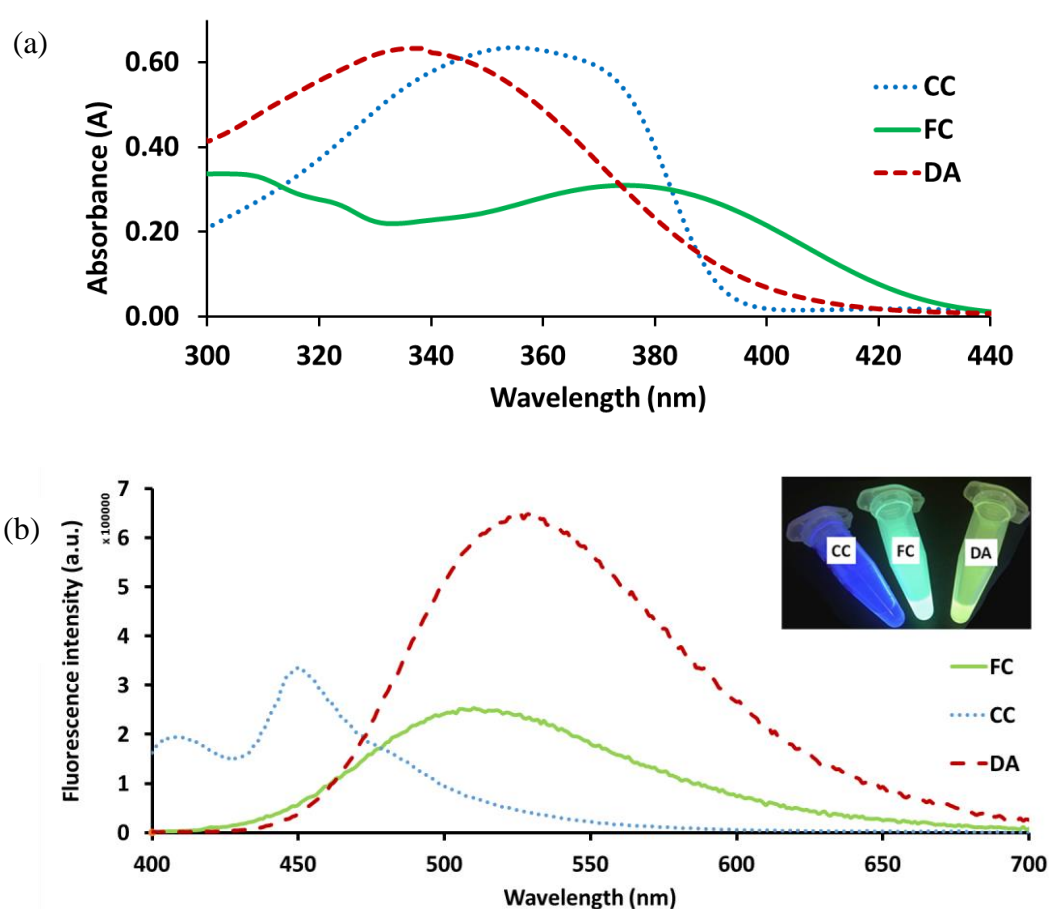 (a)
Absorbance (A)
0.60
0.40
0.20
0.00
300 320 340 360 380 400 420 440
Wavelength (nm)
CC
FC
DA
(b)
Fluorescence intensity (a.u.)
x 100000
7
6
5
4
3
2
1
0
400 450 500 550 600 650 700
Wavelength (nm)
CC FC DA
FC
CC
DA